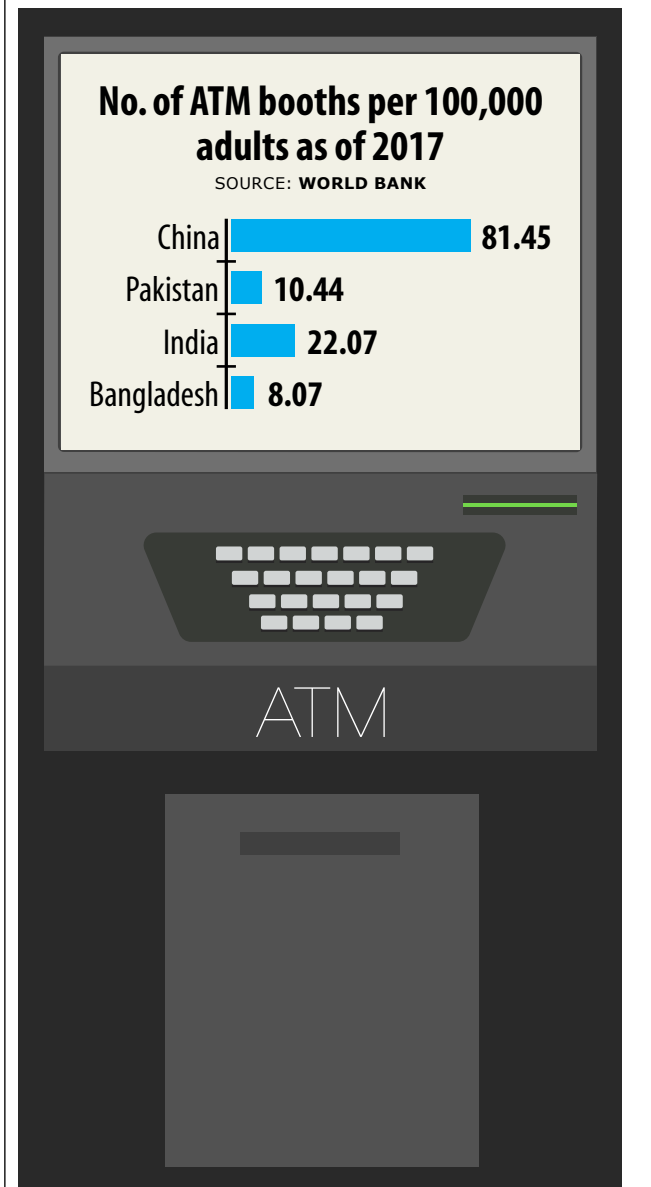 No. of ATM booths per 100,000
adults as of 2017
SOURCE: WORLD BANK
China 81.45
Pakistan 10.44
India 22.07
Bangladesh 8.07
ATM